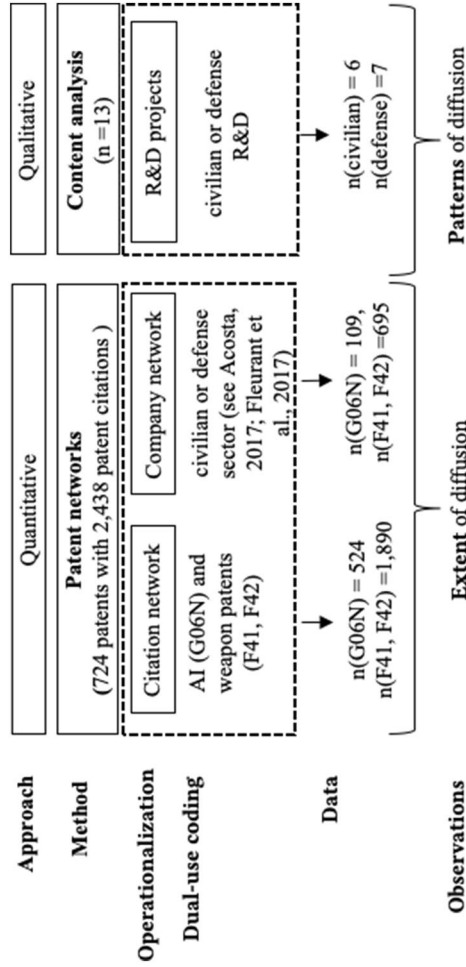 Approach
Quantitative
Qualitative
Method
Patent networks
(724 patents with 2,438 patent citations )
Content analysis
(n =13)
Operationalization
Citation network
Company network
R&D projects
Dual-use coding
AI (G06N) and
weapon patents
(F41, F42)
civilian or defense
sector (see Acosta,
2017; Fleurant et
al., 2017)
civilian or defense
R&D
Data
n(G06N) = 524
n(F41, F42) =1,890
n(G06N) = 109,
n(F41, F42) =695
n(civilian) = 6
n(defense) =7
Observations
Extent of diffusion
Patterns of diffusion